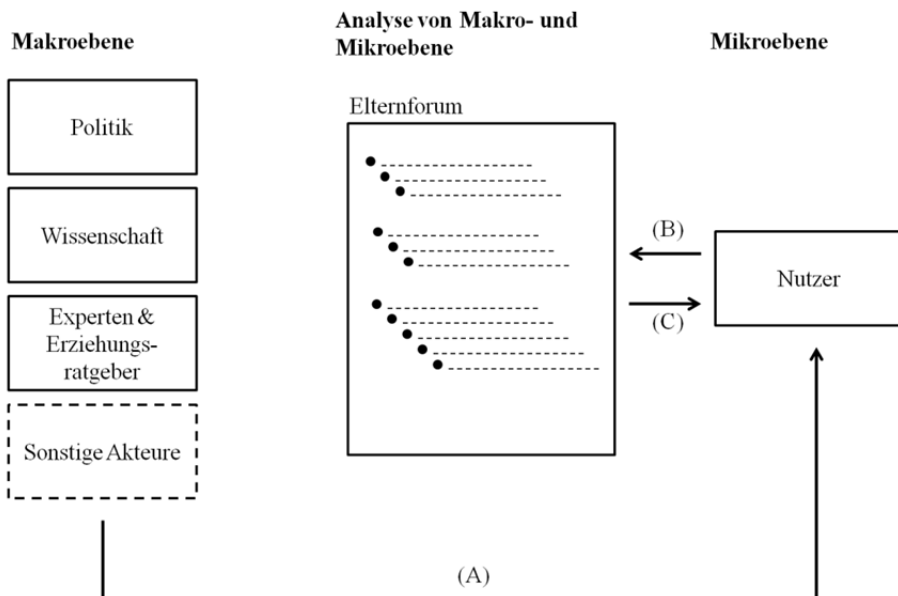 Makroebene
Politik
Wissenschaft
Experten &
Erziehungs-
ratgeber
Sonstige Akteure
Analyse von Makro- und
Mikroebene
Elternforum
(A)
(B)
(C)
Mikroebene
Nutzer